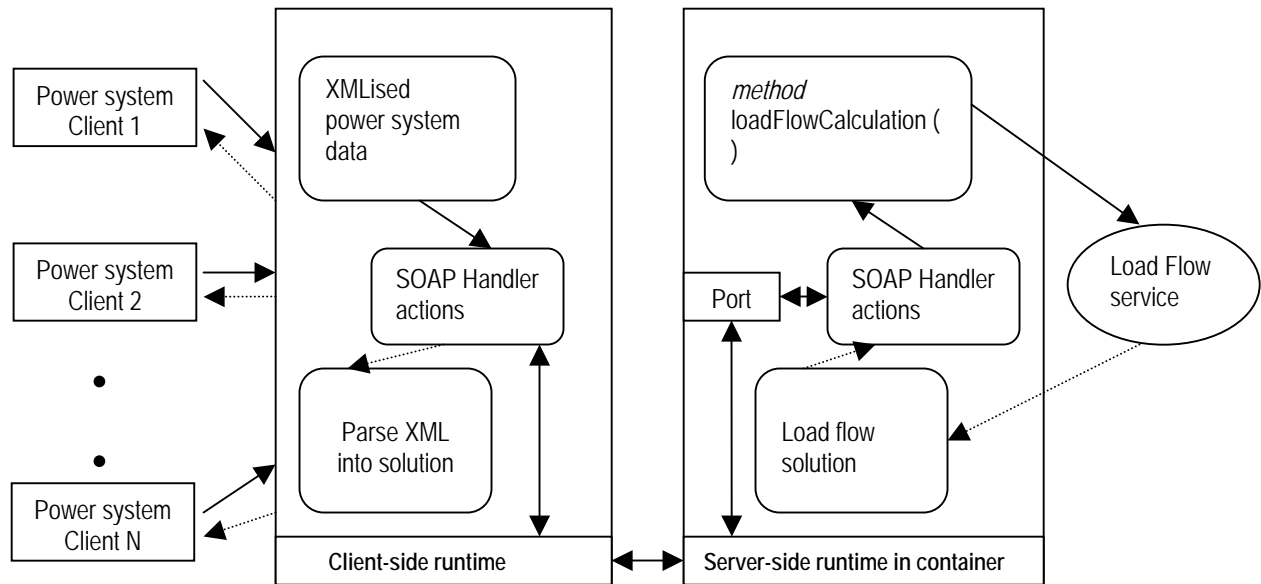 Power system
Client 1
Power system
Client 2
Power system
Client N
XMLised
power system
data
SOAP Handler
actions
Parse XML
into solution
Client-side runtime
method
loadFlowCalculation (
)
Port
SOAP Handler
actions
Load flow
solution
Server-side runtime in container
Load Flow
service